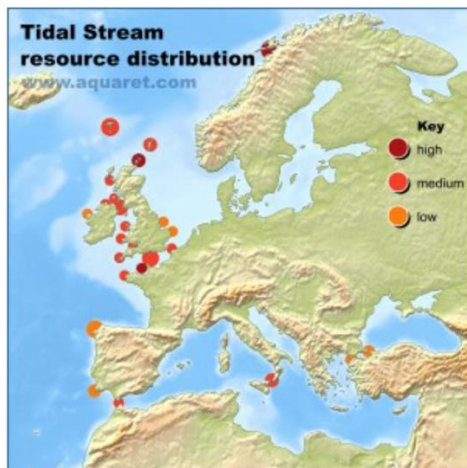 Tidal Stream
resource distribution
www.aquaret.com
Key
high
medium
low